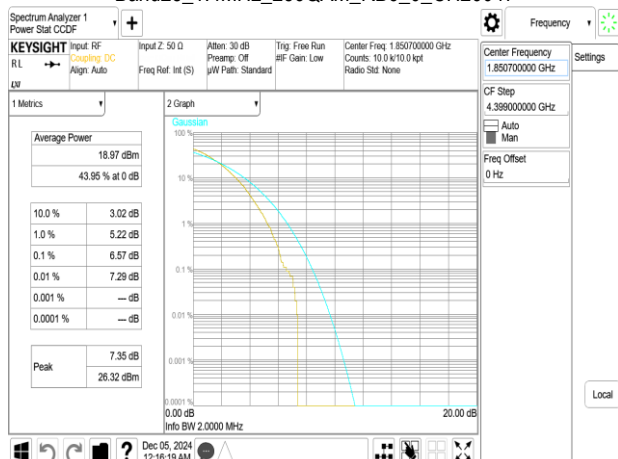 Spectrum Analyzer 1
Power Stat CCDF
+
Frequency
KEYSIGHT
RL
Input: RF
Coupling: DC
Align: Auto
Input Z: 50 Ω
Freq Ref: Int (S)
Atten: 30 dB
Preamp: Off
µW Path: Standard
Trig: Free Run
#IF Gain: Low
Center Freq: 1.850700000 GHz
Counts: 10.0 k/10.0 kpt
Radio Std: None
Center Frequency
1.850700000 GHz
Settings
CF Step
4.399000000 GHz
Auto
Man
Freq Offset
0 Hz
1 Metrics
Average Power
18.97 dBm
43.95 % at 0 dB
10.0 % 3.02 dB
1.0 % 5.22 dB
0.1 % 6.57 dB
0.01 % 7.29 dB
0.001 % --- dB
0.0001 % --- dB
Peak
7.35 dB
26.32 dBm
2 Graph
Gaussian
100 %
10 %
1 %
0.1 %
0.01 %
0.001 %
0.0001 %
0.00 dB
20.00 dB
Info BW 2.0000 MHz
Local
?
Dec 05, 2024
12:16:19 AM